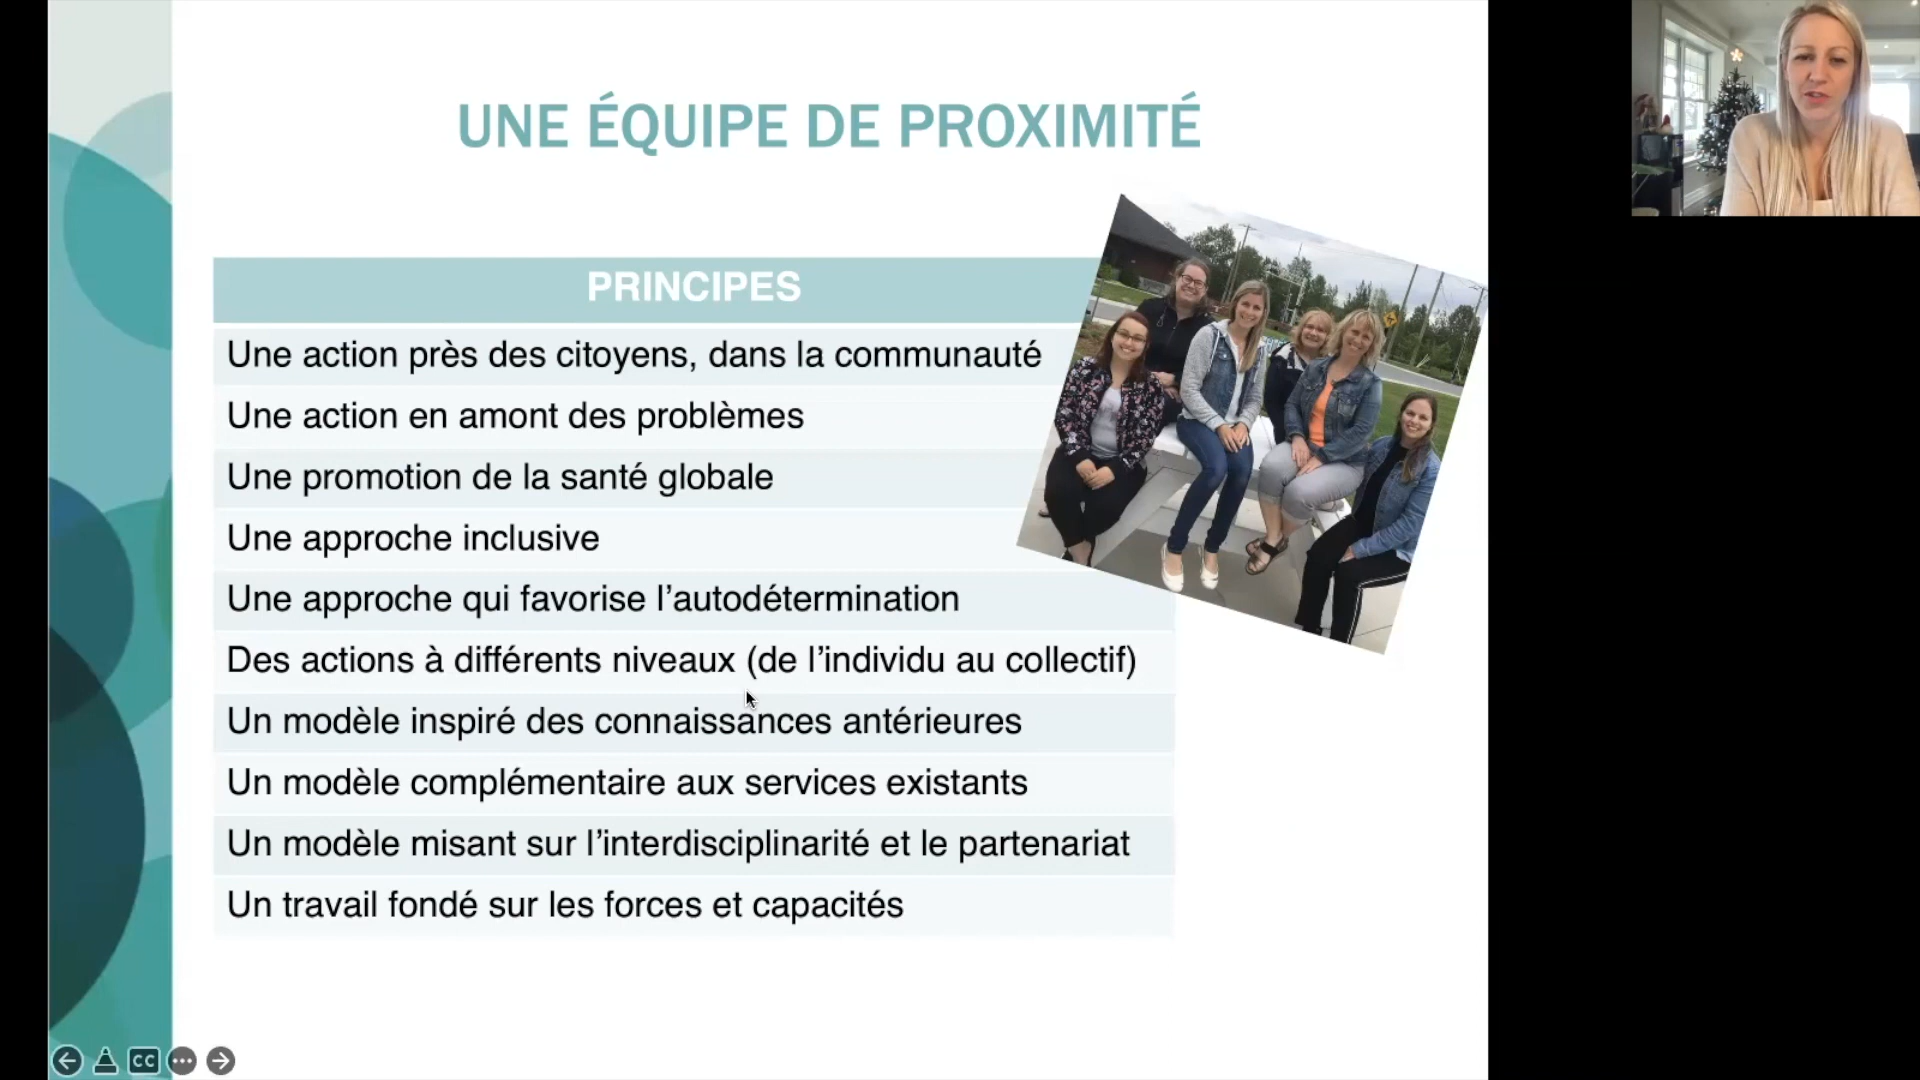 UNE ÉQUIPE DE PROXIMITÉ
PRINCIPES
Une action près des citoyens, dans la communauté
Une action en amont des problèmes
Une promotion de la santé globale
Une approche inclusive
Une approche qui favorise l'autodétermination
Des actions à différents niveaux (de l'individu au collectif)
Un modèle inspiré des connaissances antérieures
Un modèle complémentaire aux services existants
Un modèle misant sur l'interdisciplinarité et le partenariat
Un travail fondé sur les forces et capacités
CC